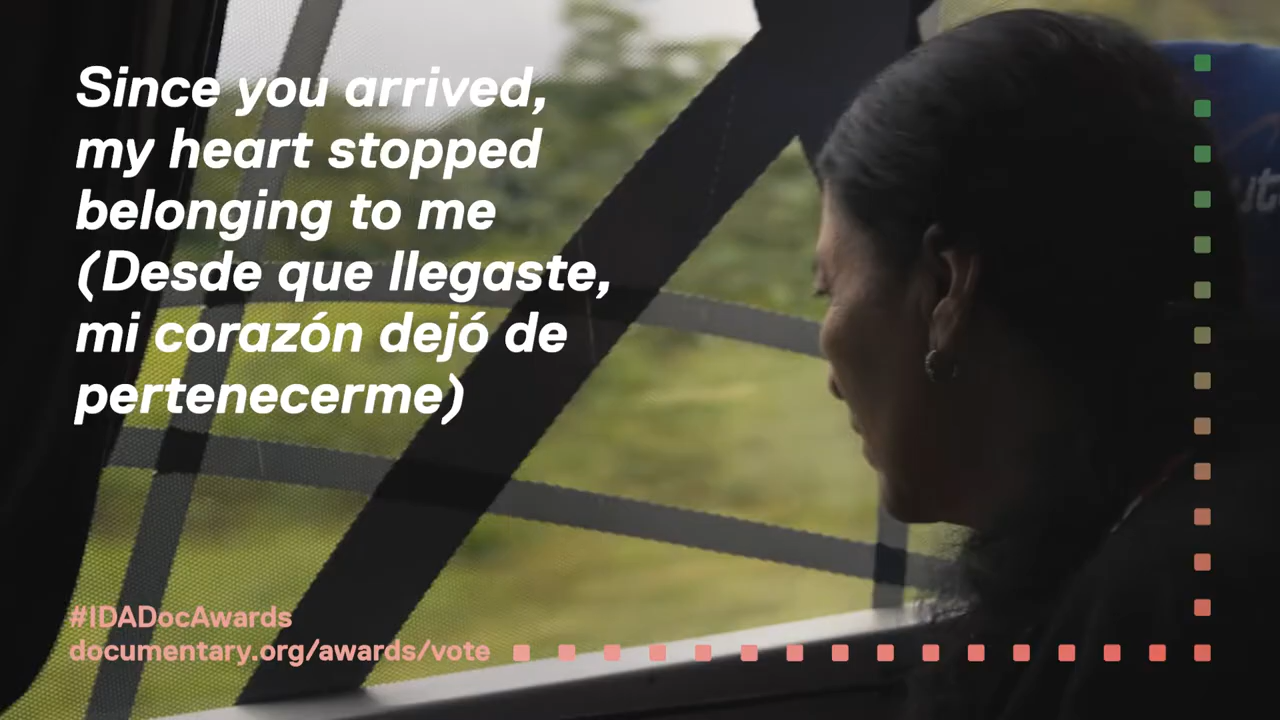 Since you arrived,
my heart stopped
belonging to me
(Desde que llegaste,
mi corazón dejó de
pertenecerme)
#IDADocAwards
documentary.org/awards/vote